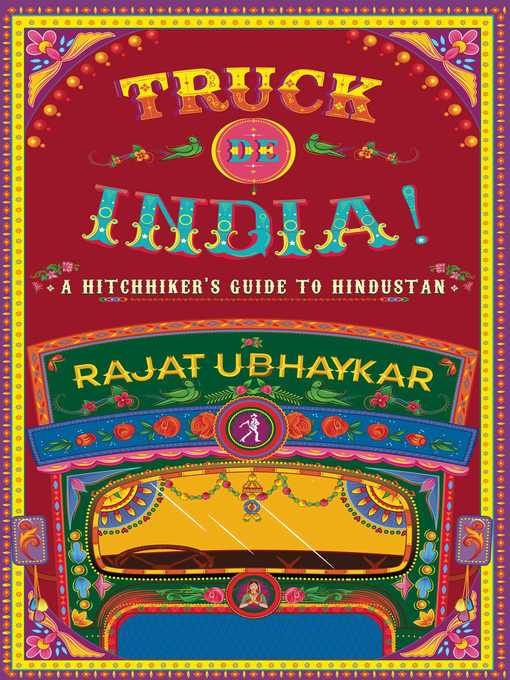 TRUCK
DE
INDIA!
A HITCHHIKER'S GUIDE TO HINDUSTAN
RAJAT UBHAYKAR